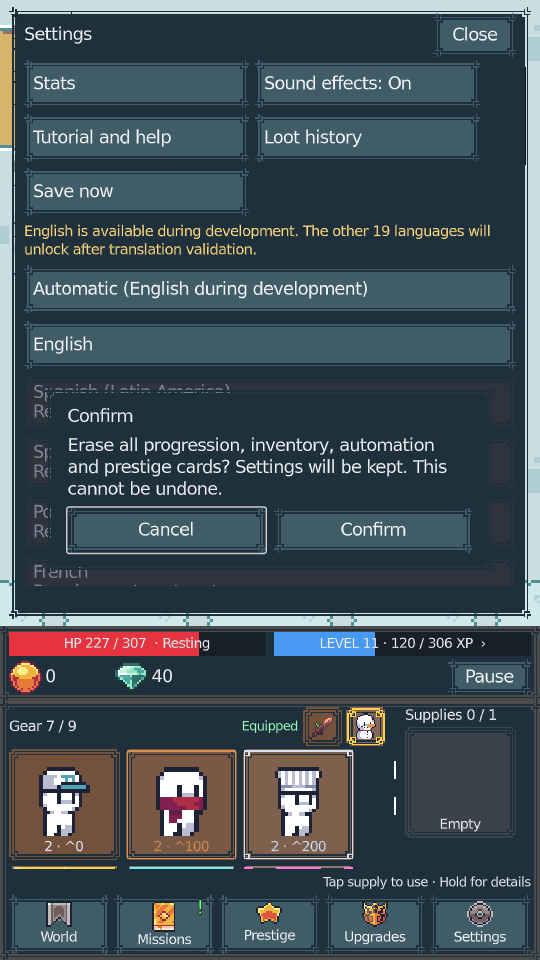 Settings
Close
Stats
Sound effects: On
Tutorial and help
Loot history
Save now
English is available during development. The other 19 languages will
unlock after translation validation.
Automatic (English during development)
English
Spanish (Latin America)
Confirm
Erase all progression, inventory, automation
and prestige cards? Settings will be kept. This
cannot be undone.
Cancel
Confirm
French
HP 227 / 307 · Resting
LEVEL 11 · 120 / 306 XP ›
0
40
Pause
Gear 7 / 9
Equipped
Supplies 0 / 1
2 · ^0
2 · ^100
2 · ^200
Empty
Tap supply to use · Hold for details
World
!
Missions
Prestige
Upgrades
Settings